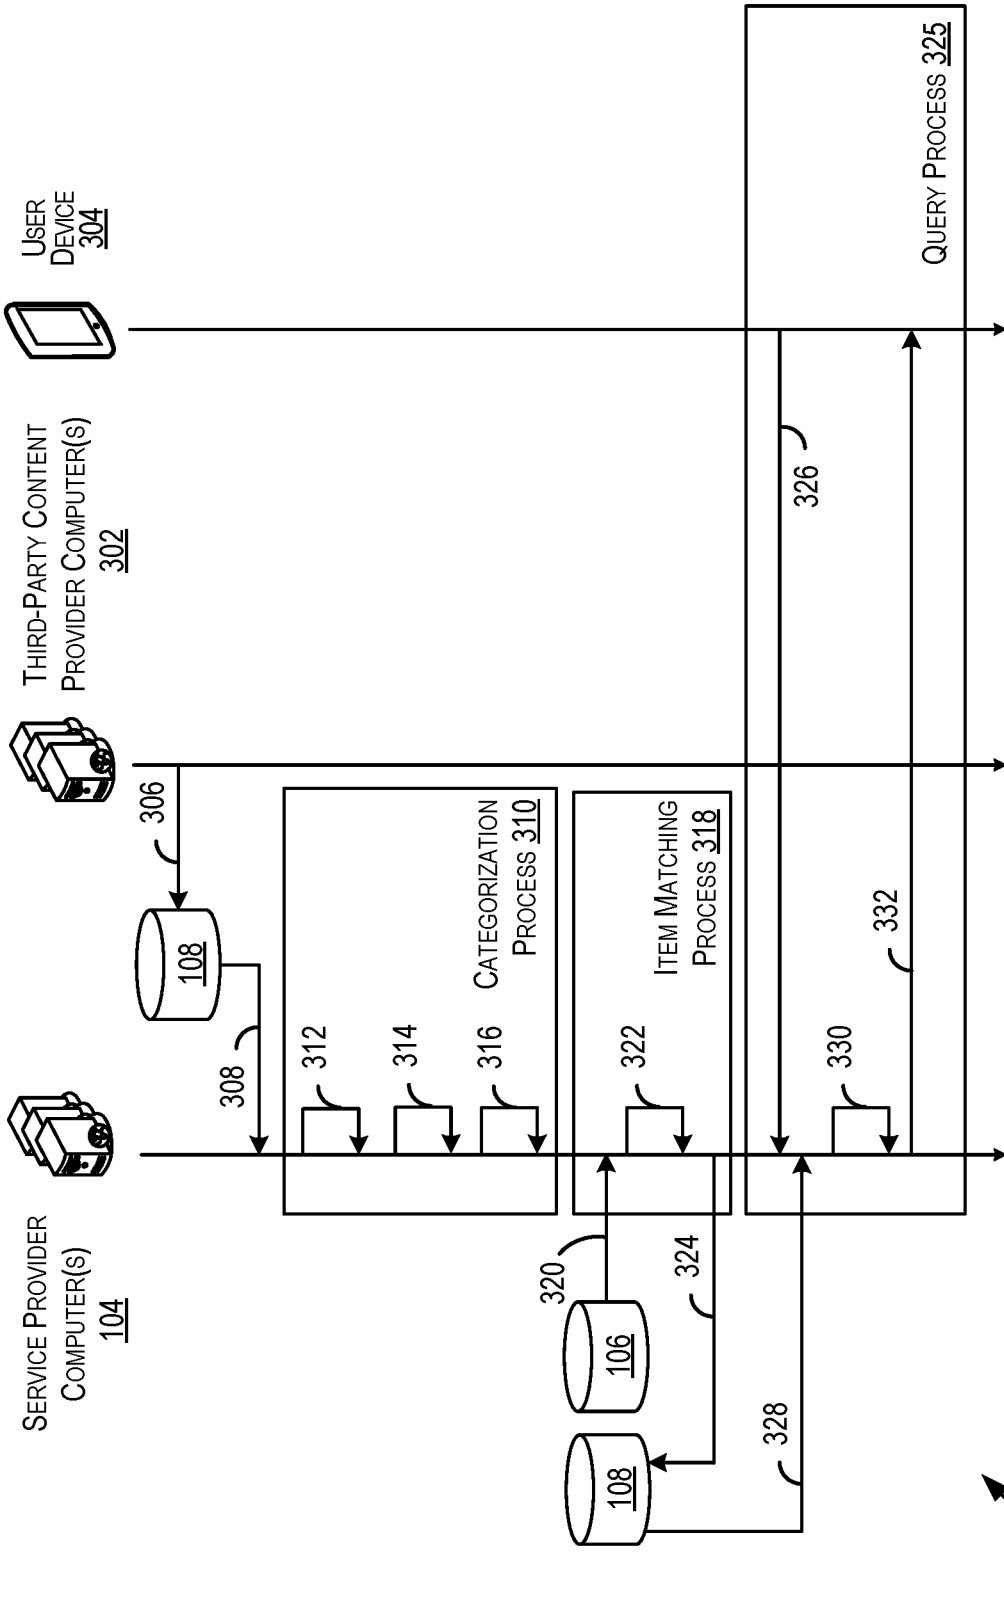 SERVICE PROVIDER
COMPUTER(S)
104
THIRD-PARTY CONTENT
PROVIDER COMPUTER(S)
302
USER
DEVICE
304
306
108
308
CATEGORIZATION
PROCESS 310
312
314
316
ITEM MATCHING
PROCESS 318
320
106
322
324
108
QUERY PROCESS 325
326
328
330
332